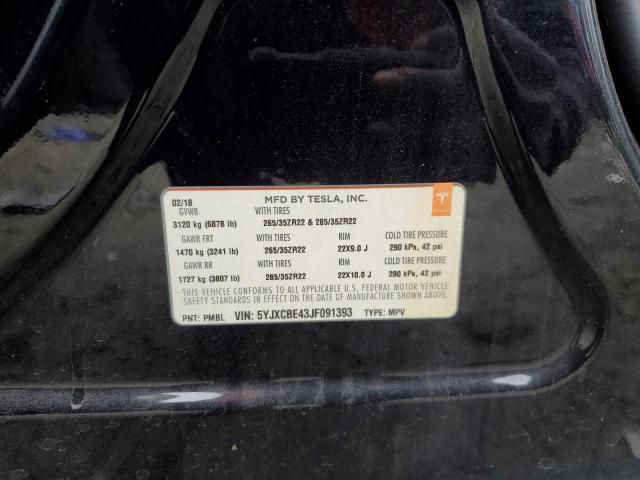 02/18 MFD BY TESLA, INC.
GVWR WITH TIRES
3120 kg (6878 lb) 265/35ZR22 & 285/35ZR22
GAWR FRT WITH TIRES RIM COLD TIRE PRESSURE
1470 kg (3241 lb) 265/35ZR22 22X9.0 J 290 kPa, 42 psi
GAWR RR WITH TIRES RIM COLD TIRE PRESSURE
1727 kg (3807 lb) 285/35ZR22 22X10.0 J 290 kPa, 42 psi
THIS VEHICLE CONFORMS TO ALL APPLICABLE U.S. FEDERAL MOTOR VEHICLE
SAFETY STANDARDS IN EFFECT ON THE DATE OF MANUFACTURE SHOWN ABOVE.
PNT: PMBL VIN: 5YJXCBE43JF091393 TYPE: MPV